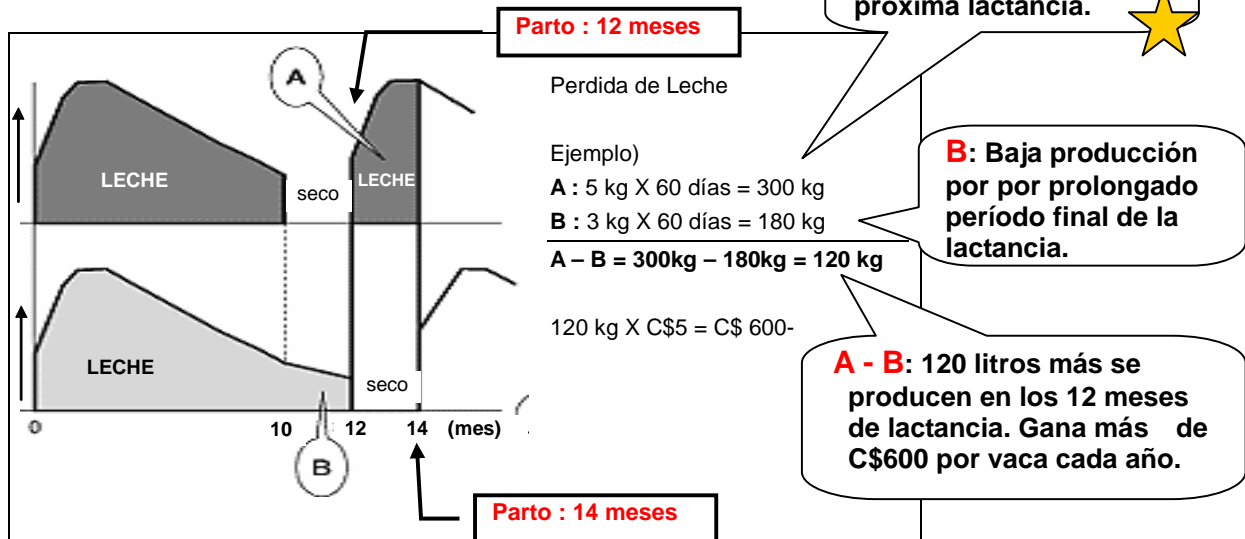 próxima lactancia.
Parto : 12 meses
A
LECHE
seco
LECHE
Perdida de Leche
Ejemplo)
A : 5 kg X 60 días = 300 kg
B : 3 kg X 60 días = 180 kg
A – B = 300kg – 180kg = 120 kg
120 kg X C$5 = C$ 600-
B: Baja producción
por por prolongado
período final de la
lactancia.
LECHE
seco
0 10 12 14 (mes)
B
A - B: 120 litros más se
producen en los 12 meses
de lactancia. Gana más de
C$600 por vaca cada año.
Parto : 14 meses